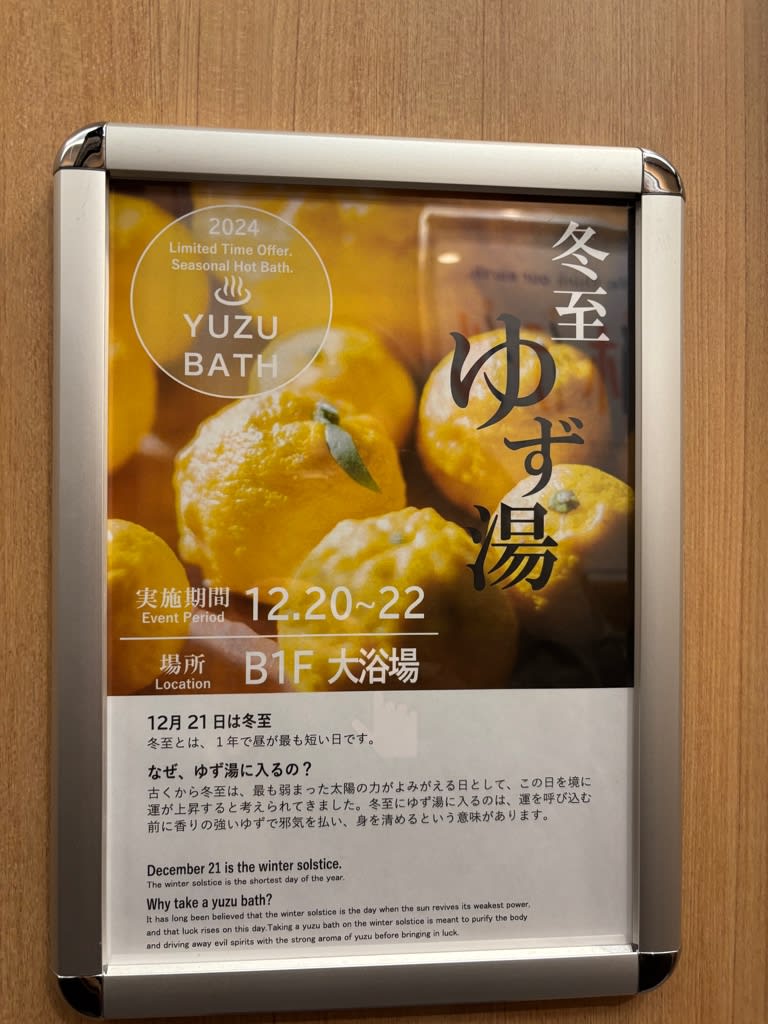 2024
Limited Time Offer.
Seasonal Hot Bath.
YUZU
BATH
冬至
ゆず湯
実施期間 12.20~22
Event Period
場所 B1F 大浴場
Location
12月 21 日は冬至
冬至とは、1年で昼が最も短い日です。
なぜ、ゆず湯に入るの？
古くから冬至は、最も弱まった太陽の力がよみがえる日として、この日を境に
運が上昇すると考えられてきました。冬至にゆず湯に入るのは、運を呼び込む
前に香りの強いゆずで邪気を払い、身を清めるという意味があります。
December 21 is the winter solstice.
The winter solstice is the shortest day of the year.
Why take a yuzu bath?
It has long been believed that the winter solstice is the day when the sun revives its weakest power,
and that luck rises on this day.Taking a yuzu bath on the winter solstice is meant to purify the body
and driving away evil spirits with the strong aroma of yuzu before bringing in luck.